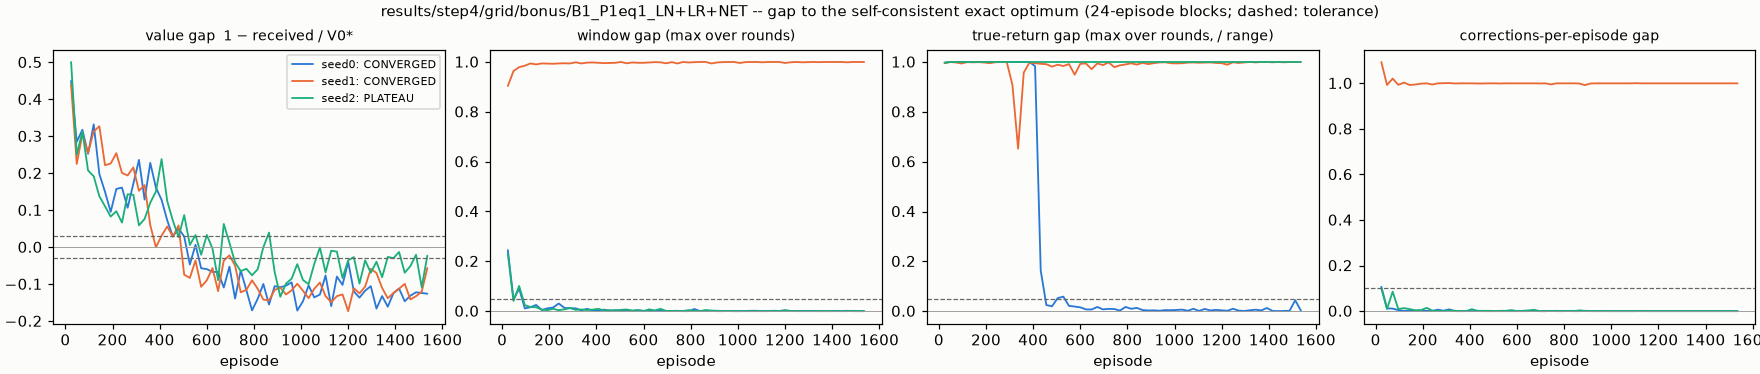 results/step4/grid/bonus/B1_P1eq1_LN+LR+NET -- gap to the self-consistent exact optimum (24-episode blocks; dashed: tolerance)
value gap 1 − received / V0*
0.5
0.4
0.3
0.2
0.1
0.0
−0.1
−0.2
0 200 400 600 800 1000 1200 1400 1600
episode
seed0: CONVERGED
seed1: CONVERGED
seed2: PLATEAU
window gap (max over rounds)
1.0
0.8
0.6
0.4
0.2
0.0
0 200 400 600 800 1000 1200 1400 1600
episode
true-return gap (max over rounds, / range)
1.0
0.8
0.6
0.4
0.2
0.0
0 200 400 600 800 1000 1200 1400 1600
episode
corrections-per-episode gap
1.0
0.8
0.6
0.4
0.2
0.0
0 200 400 600 800 1000 1200 1400 160
episode